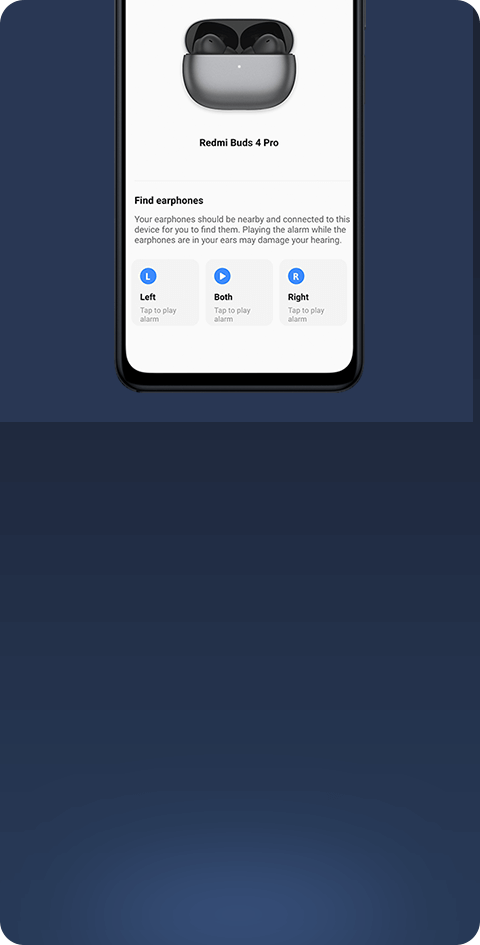 Redmi Buds 4 Pro
Find earphones
Your earphones should be nearby and connected to this
device for you to find them. Playing the alarm while the
earphones are in your ears may damage your hearing.
L
R
Left
Both
Right
Tap to play
alarm
Tap to play
alarm
Tap to play
alarm